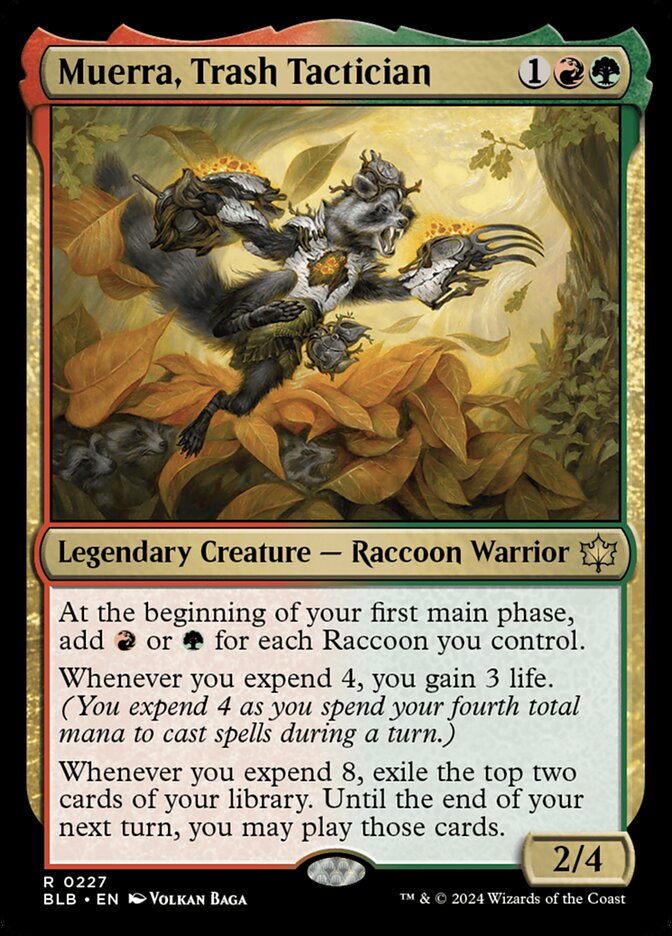 Muerra, Trash Tactician 1
Legendary Creature — Raccoon Warrior
At the beginning of your first main phase,
add or for each Raccoon you control.
Whenever you expend 4, you gain 3 life.
(You expend 4 as you spend your fourth total
mana to cast spells during a turn.)
Whenever you expend 8, exile the top two
cards of your library. Until the end of your
next turn, you may play those cards.
2/4
R 0227
BLB • EN Volkan Baga
™ & © 2024 Wizards of the Coast